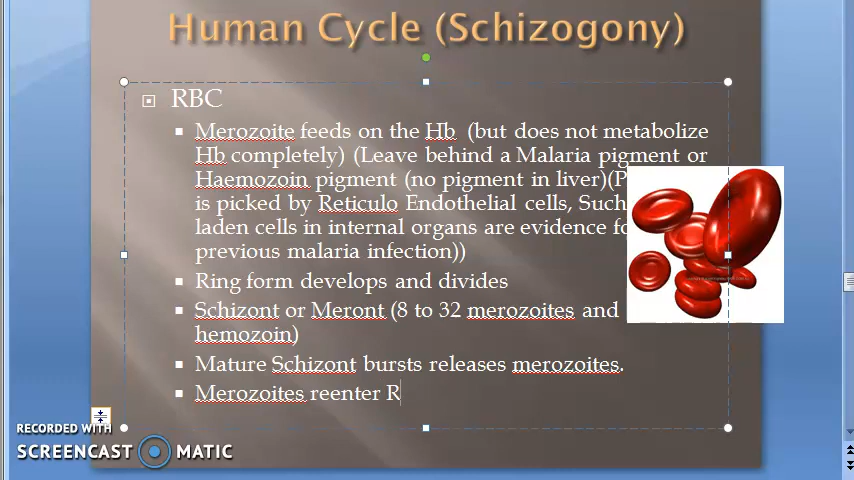 Human Cycle (Schizogony)
RBC
Merozoite feeds on the Hb (but does not metabolize
Hb completely) (Leave behind a Malaria pigment or
Haemozoin pigment (no pigment in liver)(P
is picked by Reticulo Endothelial cells, Such
laden cells in internal organs are evidence fo
previous malaria infection))
Ring form develops and divides
Schizont or Meront (8 to 32 merozoites and
hemozoin)
Mature Schizont bursts releases merozoites.
Merozoites reenter R
RECORDED WITH
SCREENCAST MATIC